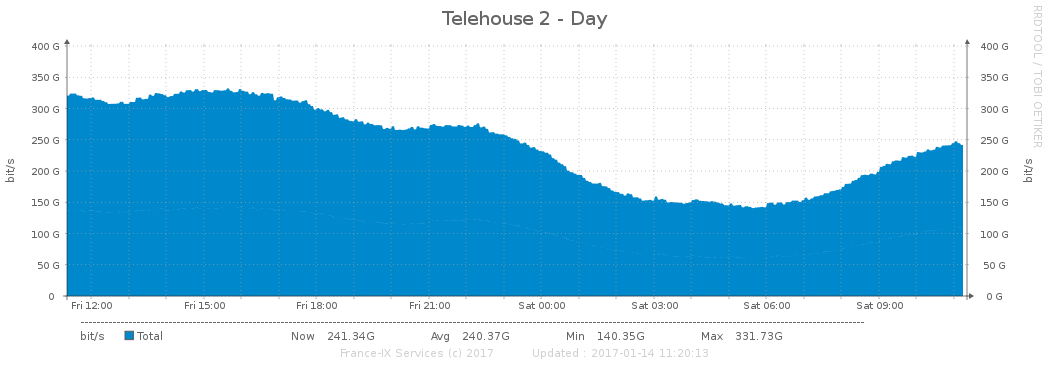 Telehouse 2 - Day
RRDTOOL / TOBI OETIKER
400 G 400 G
350 G 350 G
300 G 300 G
250 G 250 G
200 G 200 G
150 G 150 G
100 G 100 G
50 G 50 G
0 0 G
bit/s bit/s
Fri 12:00 Fri 15:00 Fri 18:00 Fri 21:00 Sat 00:00 Sat 03:00 Sat 06:00 Sat 09:00
bit/s Total Now 241.34G Avg 240.37G Min 140.35G Max 331.73G
France-IX Services (c) 2017 Updated : 2017-01-14 11:20:13